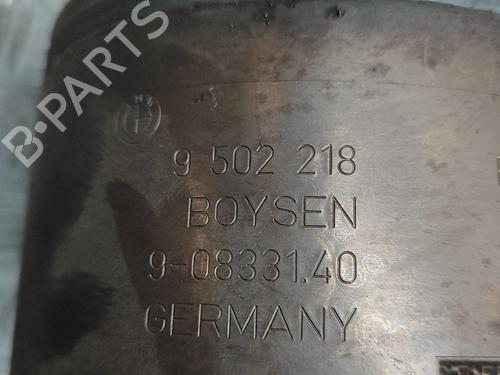 B-PARTS
9 502 218
BOYSEN
9-08331.40
GERMANY